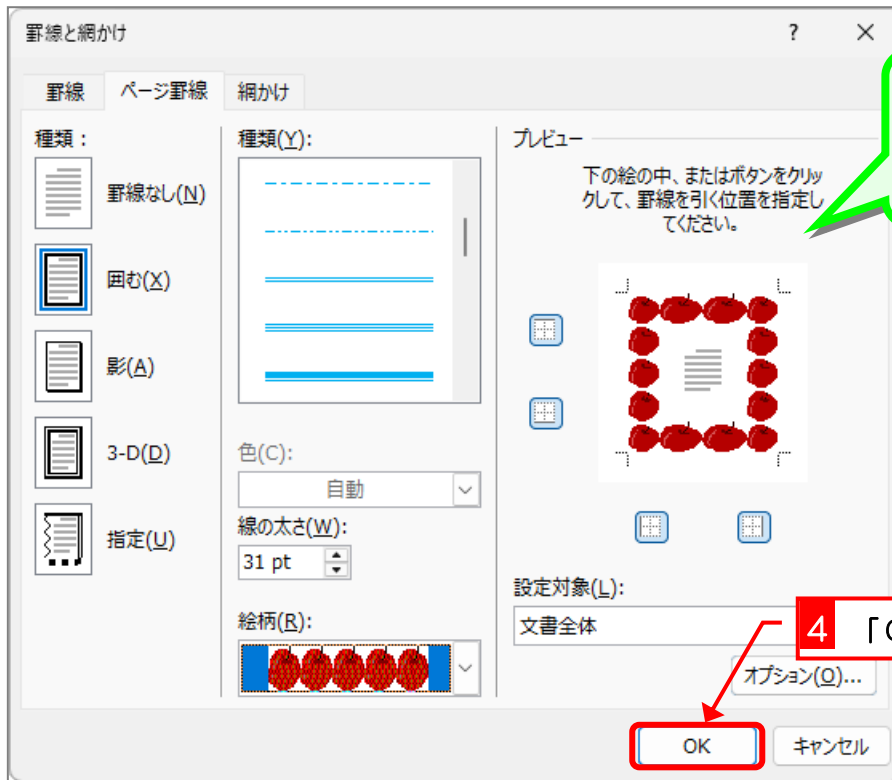 罫線と網かけ
? ×
罫線 ページ罫線 網かけ
種類：
罫線なし(N)
囲む(X)
影(A)
3-D(D)
指定(U)
種類(Y):
色(C):
自動
線の太さ(W):
31 pt
絵柄(R):
プレビュー
下の絵の中、またはボタンをクリッ
クして、罫線を引く位置を指定し
てください。
設定対象(L):
文書全体
4 「
オプション(O)...
OK キャンセル